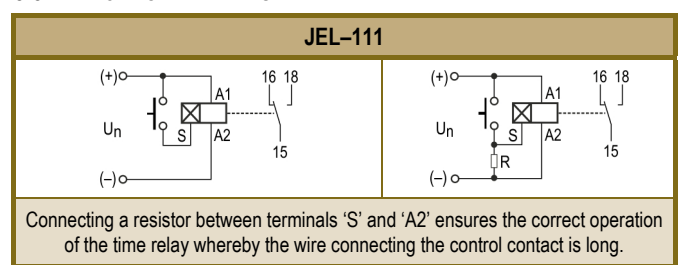 JEL–111
(+) 16 18
A1
Un S A2
15
(–)
(+) 16 18
A1
Un S A2
15
R
(–)
Connecting a resistor between terminals ‘S’ and ‘A2’ ensures the correct operation
of the time relay whereby the wire connecting the control contact is long.